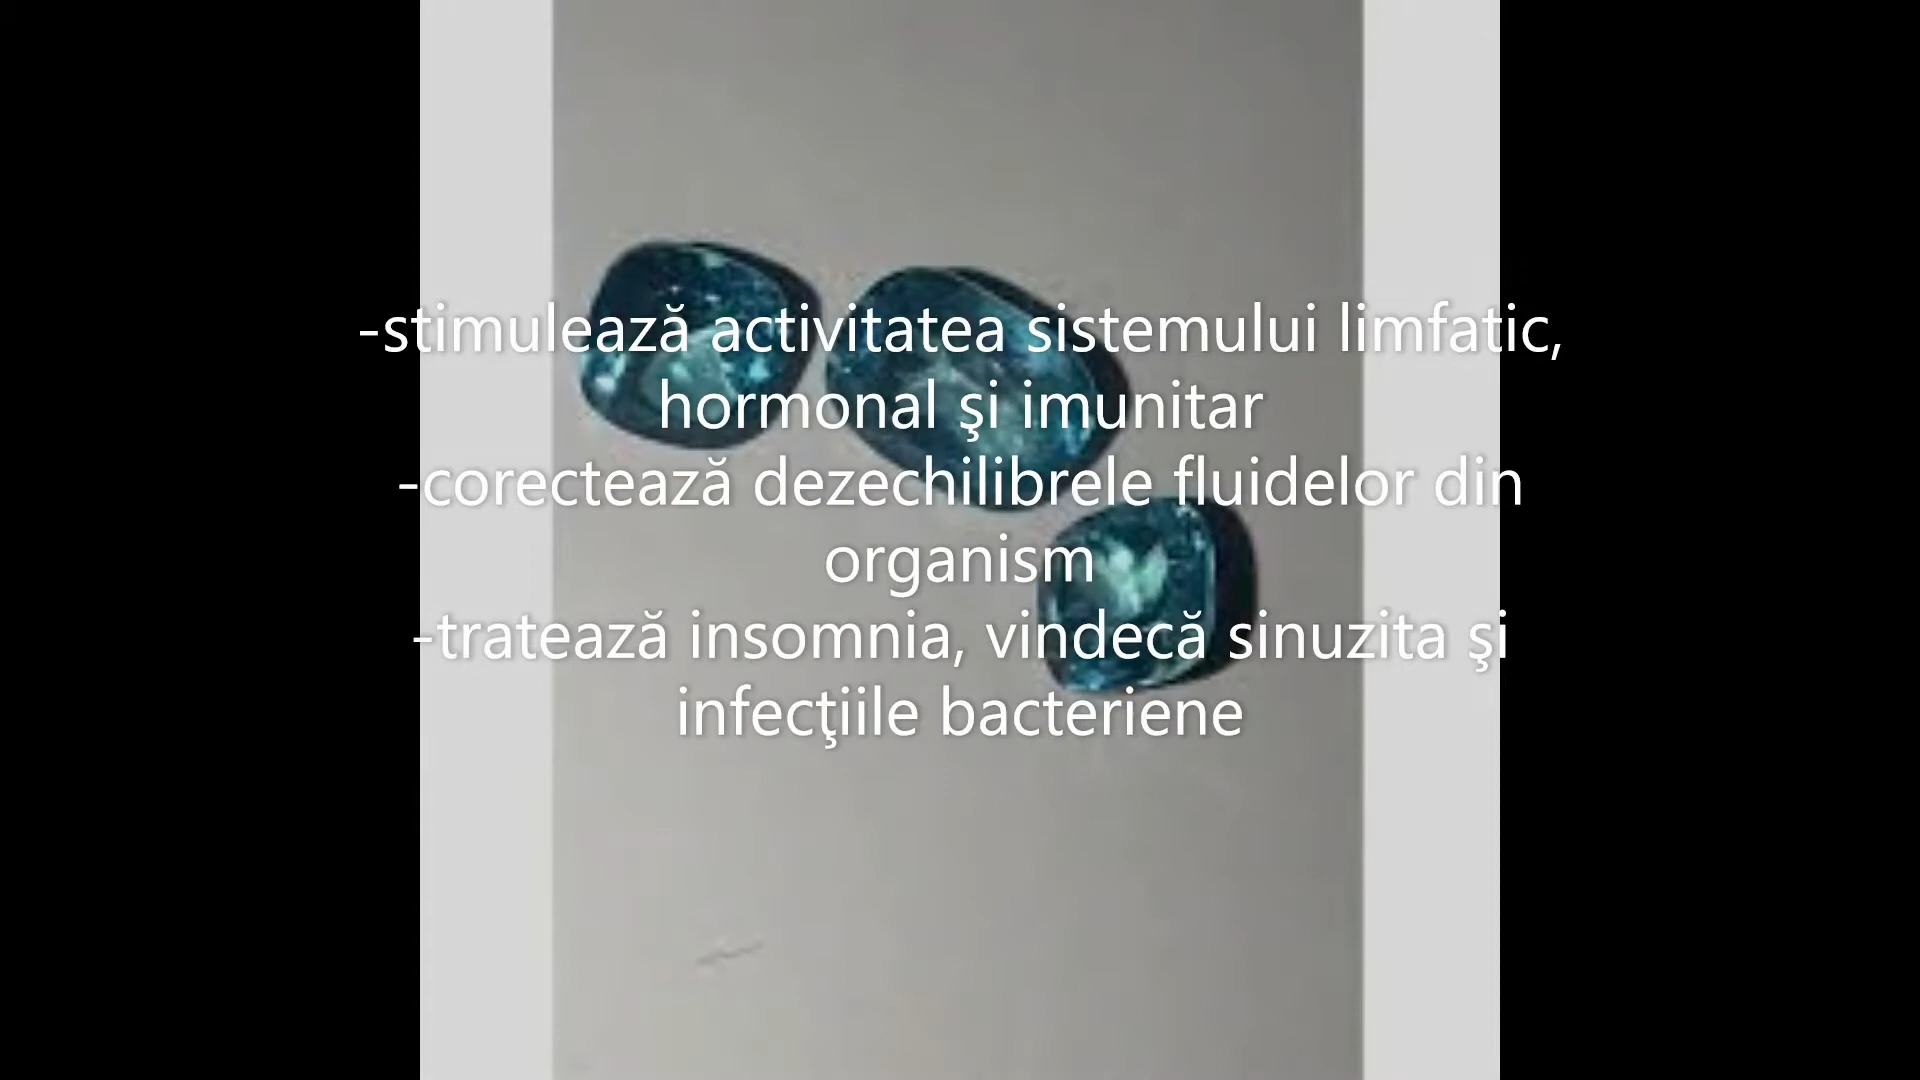 -stimulează activitatea sistemului limfatic,
hormonal şi imunitar
-corectează dezechilibrele fluidelor din
organism
-tratează insomnia, vindecă sinuzita şi
infecţiile bacteriene